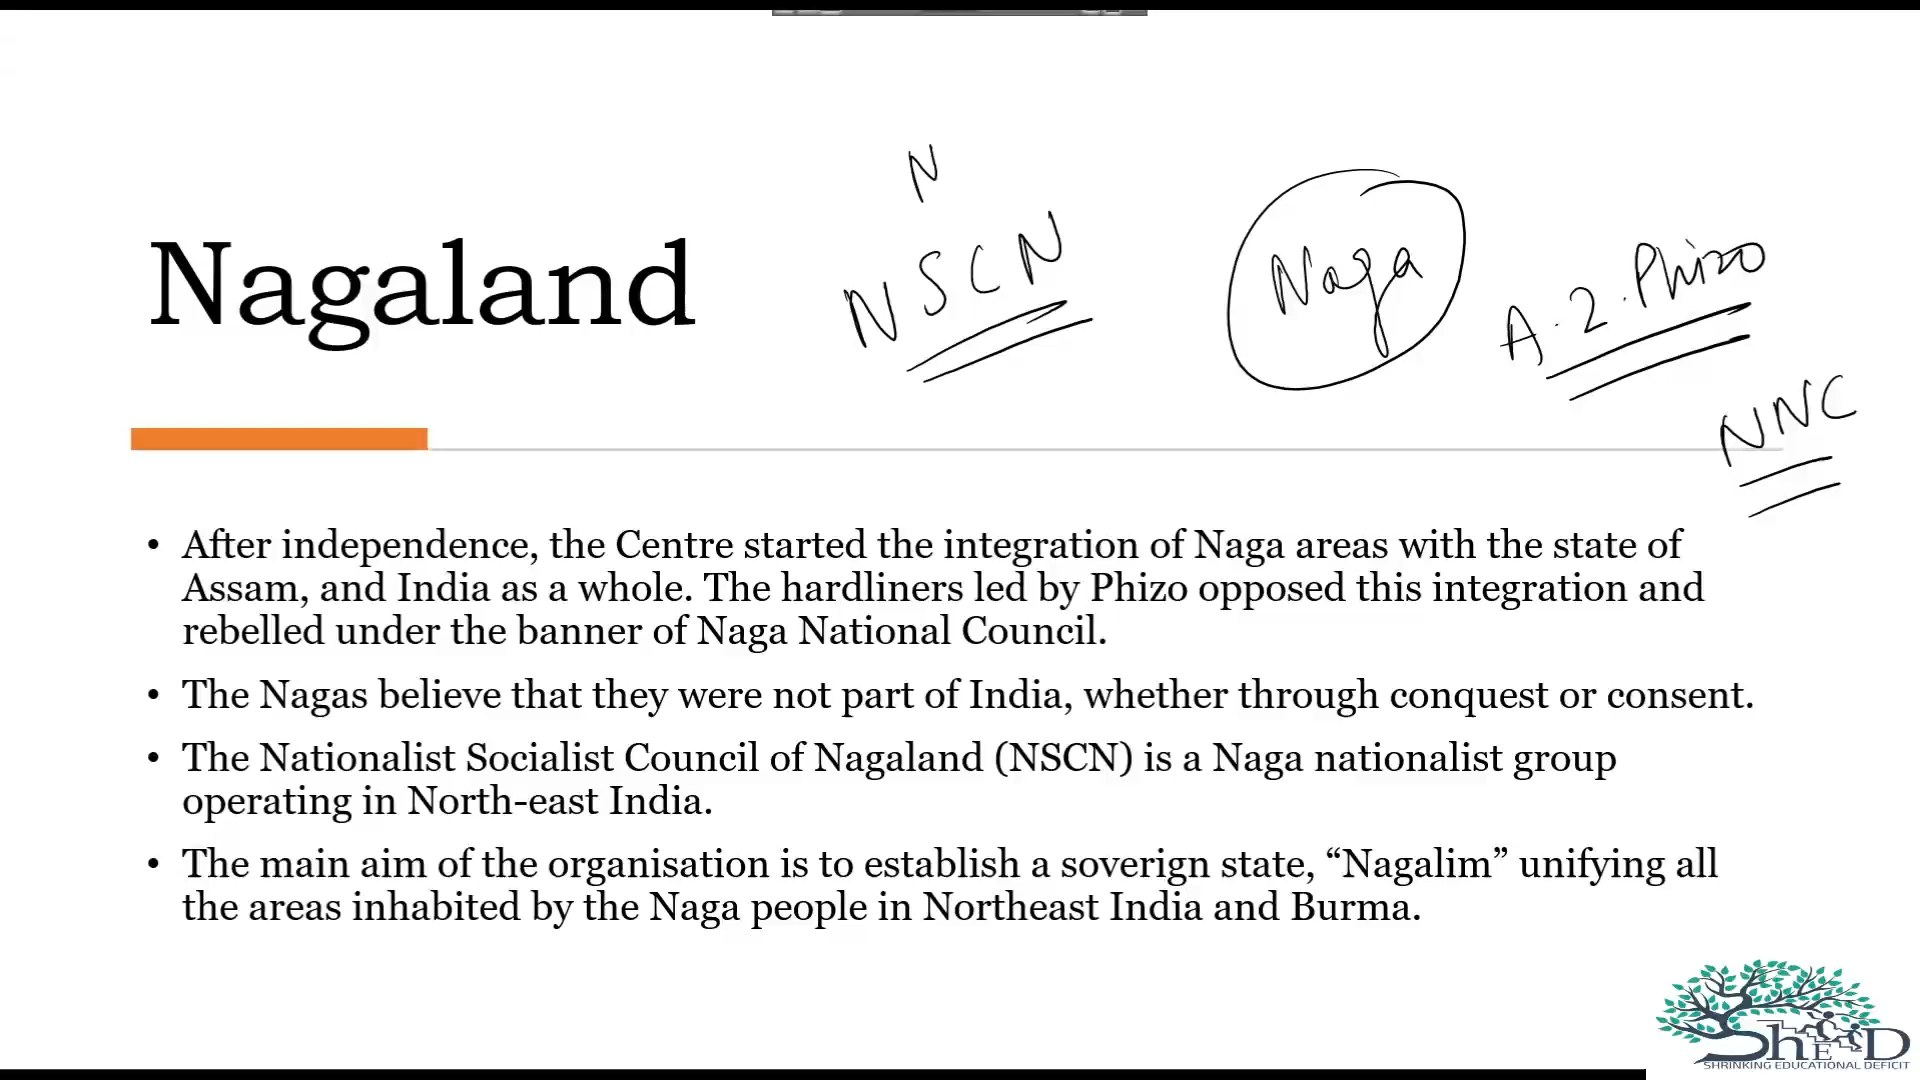 N
NSCN
Naga
A.Z.Phizo
NNC
Nagaland
• After independence, the Centre started the integration of Naga areas with the state of
Assam, and India as a whole. The hardliners led by Phizo opposed this integration and
rebelled under the banner of Naga National Council.
• The Nagas believe that they were not part of India, whether through conquest or consent.
• The Nationalist Socialist Council of Nagaland (NSCN) is a Naga nationalist group
operating in North-east India.
• The main aim of the organisation is to establish a soverign state, “Nagalim” unifying all
the areas inhabited by the Naga people in Northeast India and Burma.
ShED
SHRINKING EDUCATIONAL DEFICIT